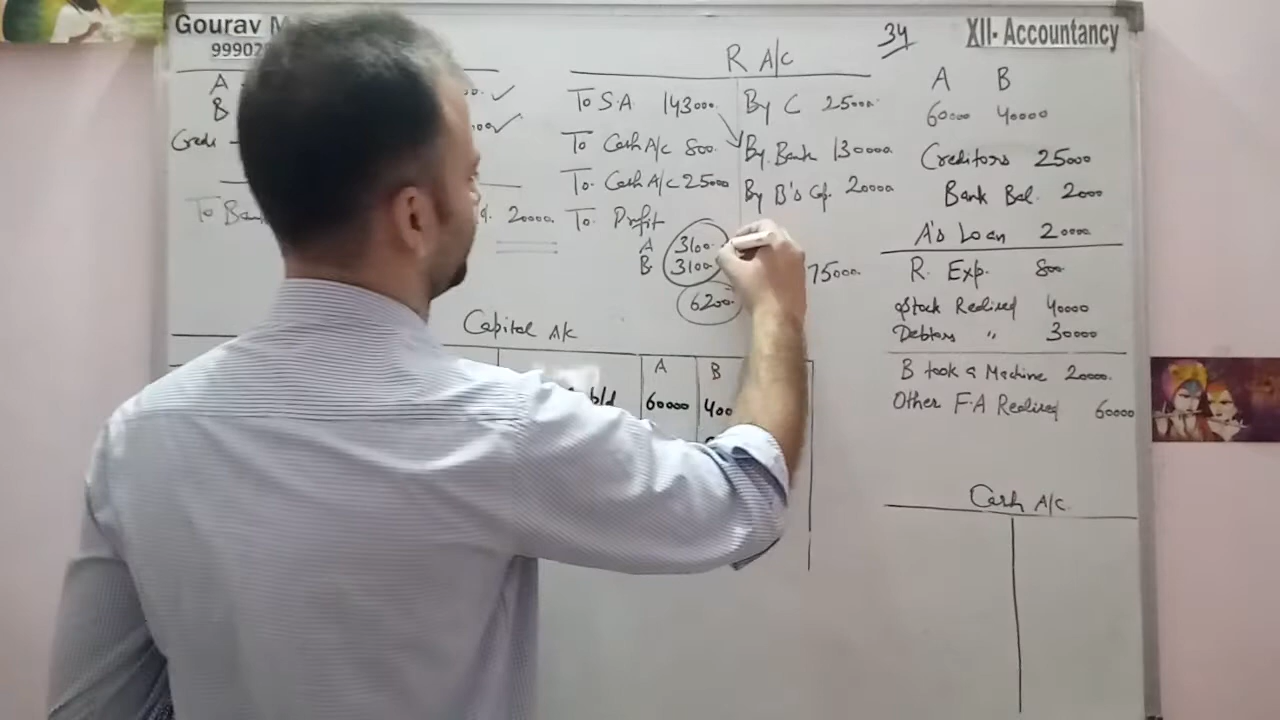 Gourav M
99902
34
XII- Accountancy
A
B
Credi
To Ban
20000.
R A/c
To S.A 143000.
To Cash A/c 800.
To Cash A/c 25000
To Profit
A 3100.
B 3100.
6200.
By C 25000.
By Bank 130000.
By B's Cap. 20000
75000.
A B
60000 40000
Creditors 25000
Bank Bal. 2000
A's Loan 20000
R. Exp. 800
Stock Realised 40000
Debtors " 30000
B took a Machine 20000.
Other F.A Realised 60000
Capital A/c
A B
b/d 60000 400
Cash A/c.